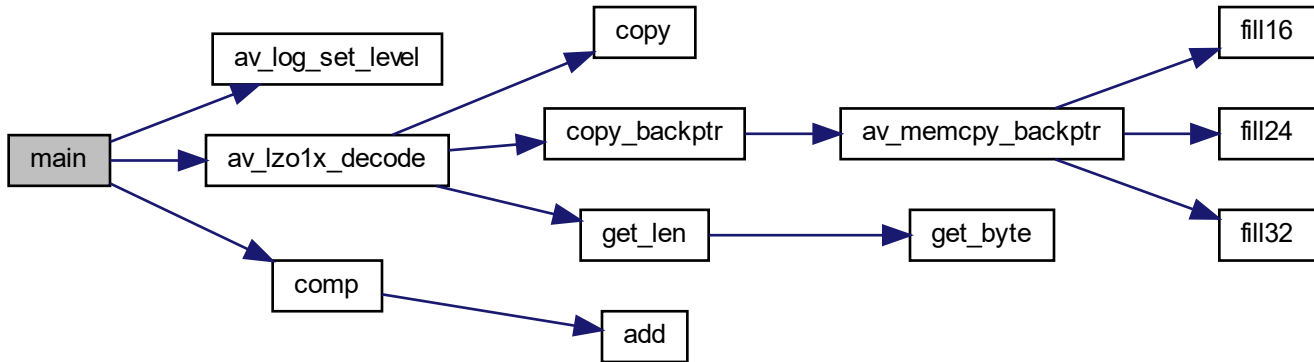 main
av_log_set_level
av_lzo1x_decode
comp
copy
copy_backptr
get_len
add
av_memcpy_backptr
get_byte
fill16
fill24
fill32